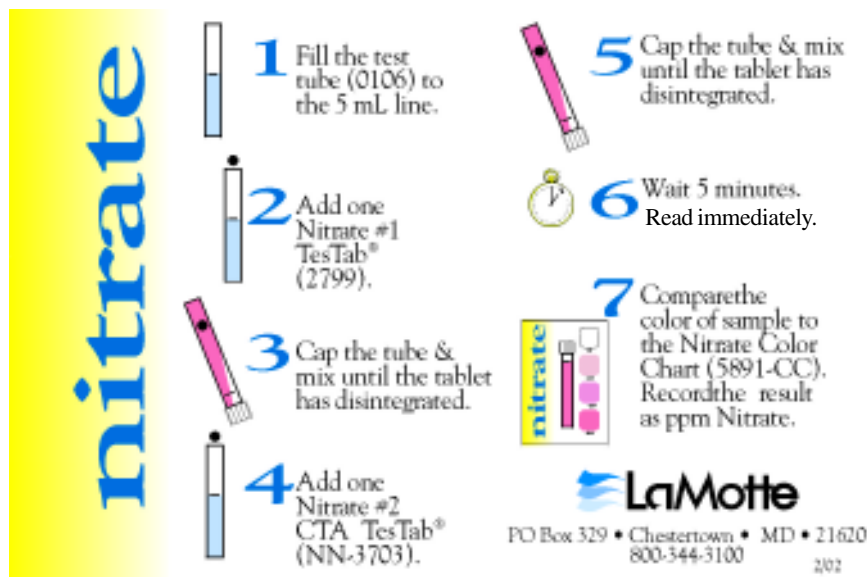 nitrate
1 Fill the test
tube (0106) to
the 5 mL line.
2 Add one
Nitrate #1
TesTab®
(2799).
3 Cap the tube &
mix until the tablet
has disintegrated.
4 Add one
Nitrate #2
CTA TesTab®
(NN-3703).
5 Cap the tube & mix
until the tablet has
disintegrated.
6 Wait 5 minutes.
Read immediately.
7 Comparethe
color of sample to
the Nitrate Color
Chart (5891-CC).
Recordthe result
as ppm Nitrate.
nitrate
LaMotte
PO Box 329 • Chestertown • MD • 21620
800-344-3100
2/02